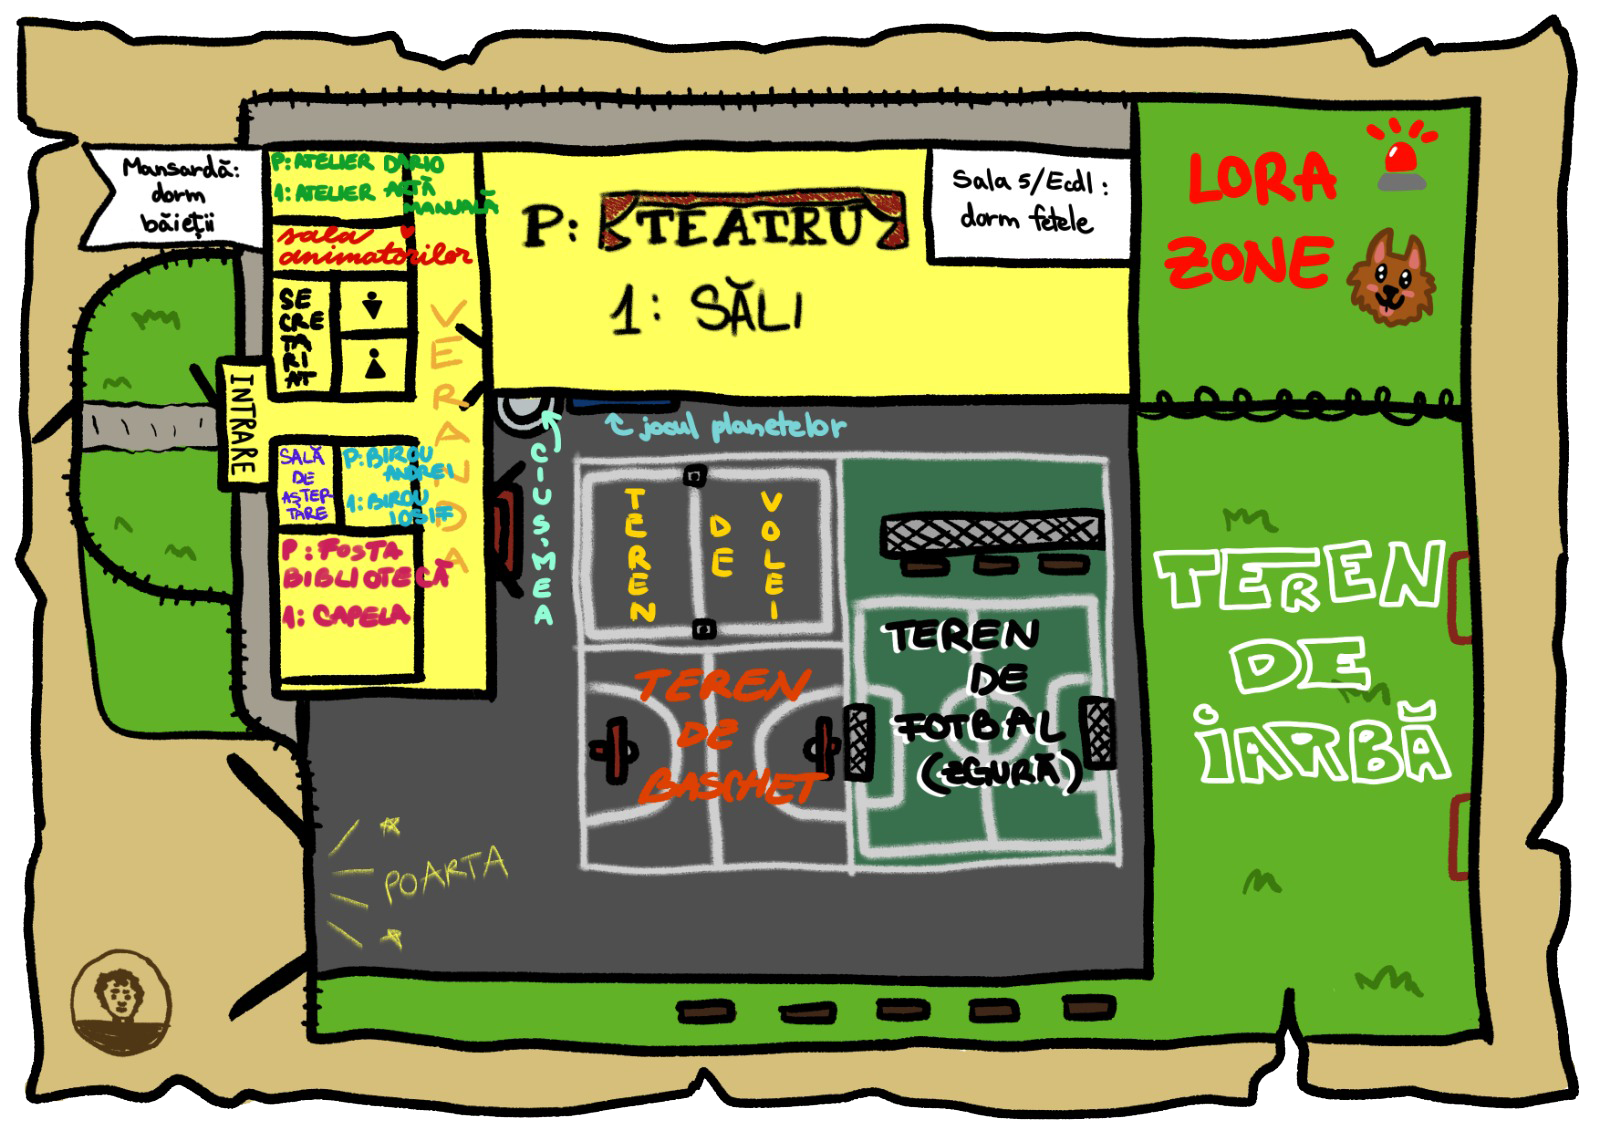 Mansardă:
dorm
băieții
P: ATELIER DARIO
1: ATELIER ARTĂ
MANUALĂ
sala
animatorilor
SE
CRE
TA
RI
AT
INTRARE
VERANDA
SALĂ
DE
AȘTEP-
TARE
P: BIROU
ANDREI
1: BIROU
IOSIF
P: FOSTA
BIBLIOTECĂ
1: CAPELA
P: TEATRU
1: SĂLI
Sala 5/Ecdl:
dorm fetele
LORA
ZONE
CIUȘMEA
jocul planetelor
TEREN
DE
VOLEI
TEREN
DE
BASCHET
TEREN
DE
FOTBAL
(ZGURĂ)
TEREN
DE
IARBĂ
POARTA